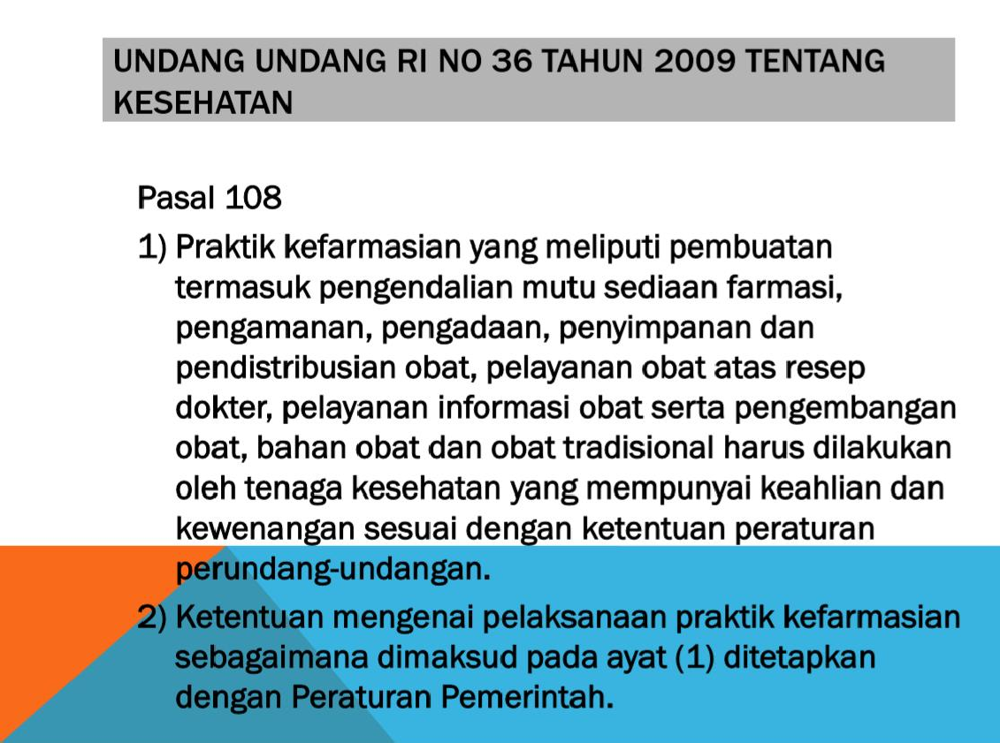 UNDANG UNDANG RI NO 36 TAHUN 2009 TENTANG
KESEHATAN
Pasal 108
1) Praktik kefarmasian yang meliputi pembuatan
termasuk pengendalian mutu sediaan farmasi,
pengamanan, pengadaan, penyimpanan dan
pendistribusian obat, pelayanan obat atas resep
dokter, pelayanan informasi obat serta pengembangan
obat, bahan obat dan obat tradisional harus dilakukan
oleh tenaga kesehatan yang mempunyai keahlian dan
kewenangan sesuai dengan ketentuan peraturan
perundang-undangan.
2) Ketentuan mengenai pelaksanaan praktik kefarmasian
sebagaimana dimaksud pada ayat (1) ditetapkan
dengan Peraturan Pemerintah.